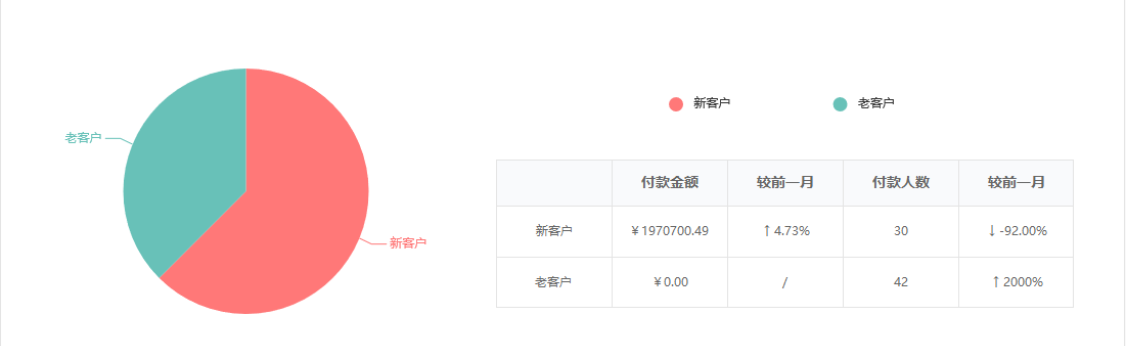 新客户
老客户
老客户
新客户
付款金额 较前一月 付款人数 较前一月
新客户 ￥1970700.49 ↑4.73% 30 ↓-92.00%
老客户 ￥0.00 / 42 ↑2000%